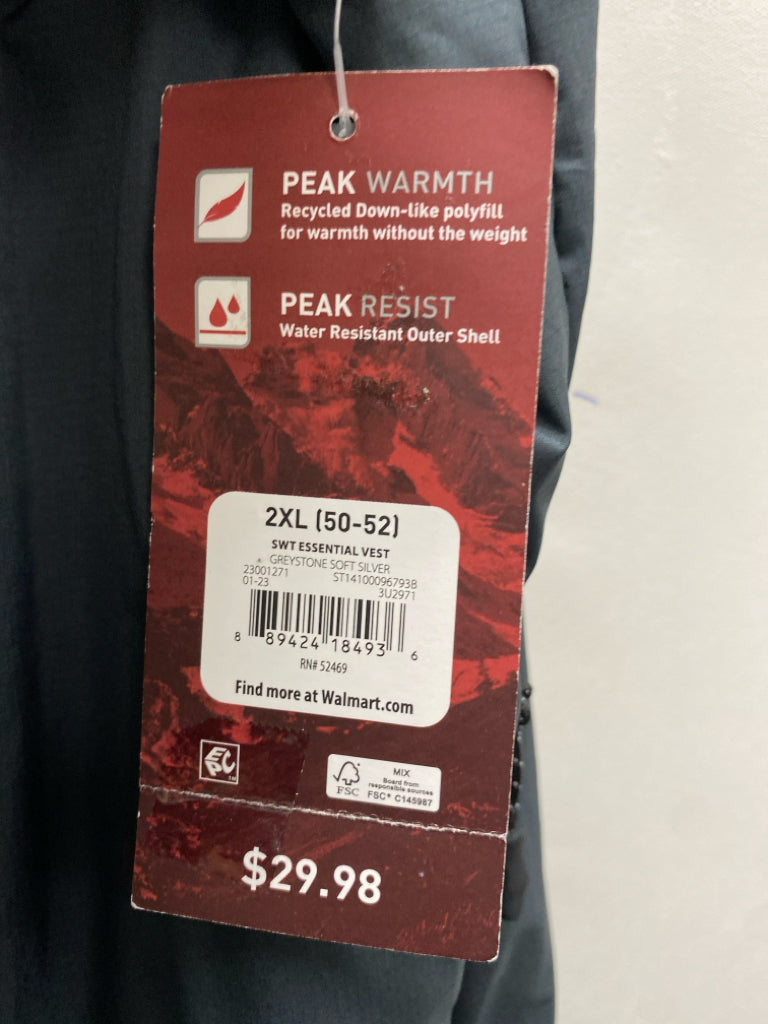 PEAK WARMTH
Recycled Down-like polyfill
for warmth without the weight
PEAK RESIST
Water Resistant Outer Shell
2XL (50-52)
SWT ESSENTIAL VEST
GREYSTONE SOFT SILVER
23001271 ST141000967938
01-23 3U2971
8 89424 18493 6
RN# 52469
Find more at Walmart.com
EPC TM
FSC
MIX
Board from
responsible sources
FSC® C145987
$29.98